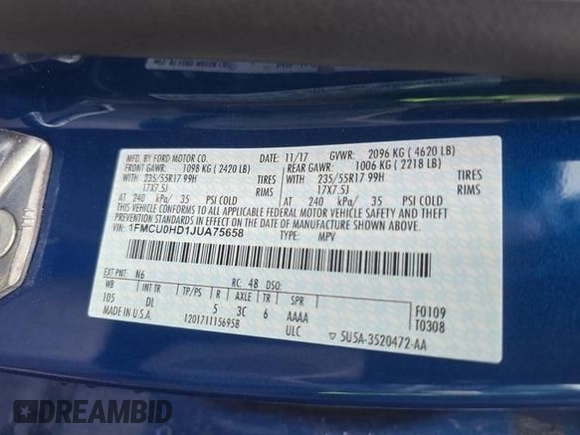 MFD. BY FORD MOTOR CO.
DATE: 11/17 GVWR: 2096 KG ( 4620 LB)
FRONT GAWR: 1098 KG ( 2420 LB)
REAR GAWR: 1006 KG ( 2218 LB)
WITH 235/55R17 99H TIRES
WITH 235/55R17 99H TIRES
17X7.5J RIMS
17X7.5J RIMS
AT 240 kPa/ 35 PSI COLD
AT 240 kPa/ 35 PSI COLD
THIS VEHICLE CONFORMS TO ALL APPLICABLE FEDERAL MOTOR VEHICLE SAFETY AND THEFT
PREVENTION STANDARDS IN EFFECT ON THE DATE OF MANUFACTURE SHOWN ABOVE.
VIN: 1FMCU0HD1JUA75658 TYPE: MPV
EXT PNT: N6 RC: 48 DSO:
WB INT TR TP/PS R AXLE TR SPR
105 DL 5 3C 6 AAAA
F0109
T0308
MADE IN U.S.A. 1201711156958 ULC
▽5U5A-3520472-AA
DREAMBID